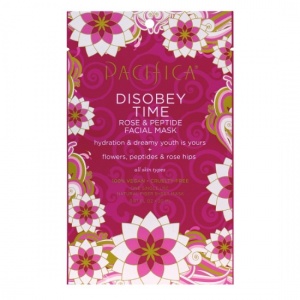 PACIFICA
DISOBEY
TIME
ROSE & PEPTIDE
FACIAL MASK
hydration & dreamy youth is yours
flowers, peptides & rose hips
all skin types